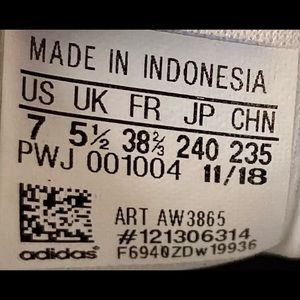 MADE IN INDONESIA
US UK FR JP CHN
7 5½ 38⅔ 240 235
PWJ 001004 11/18
ART AW3865
#121306314
adidas® F6940ZDW19936